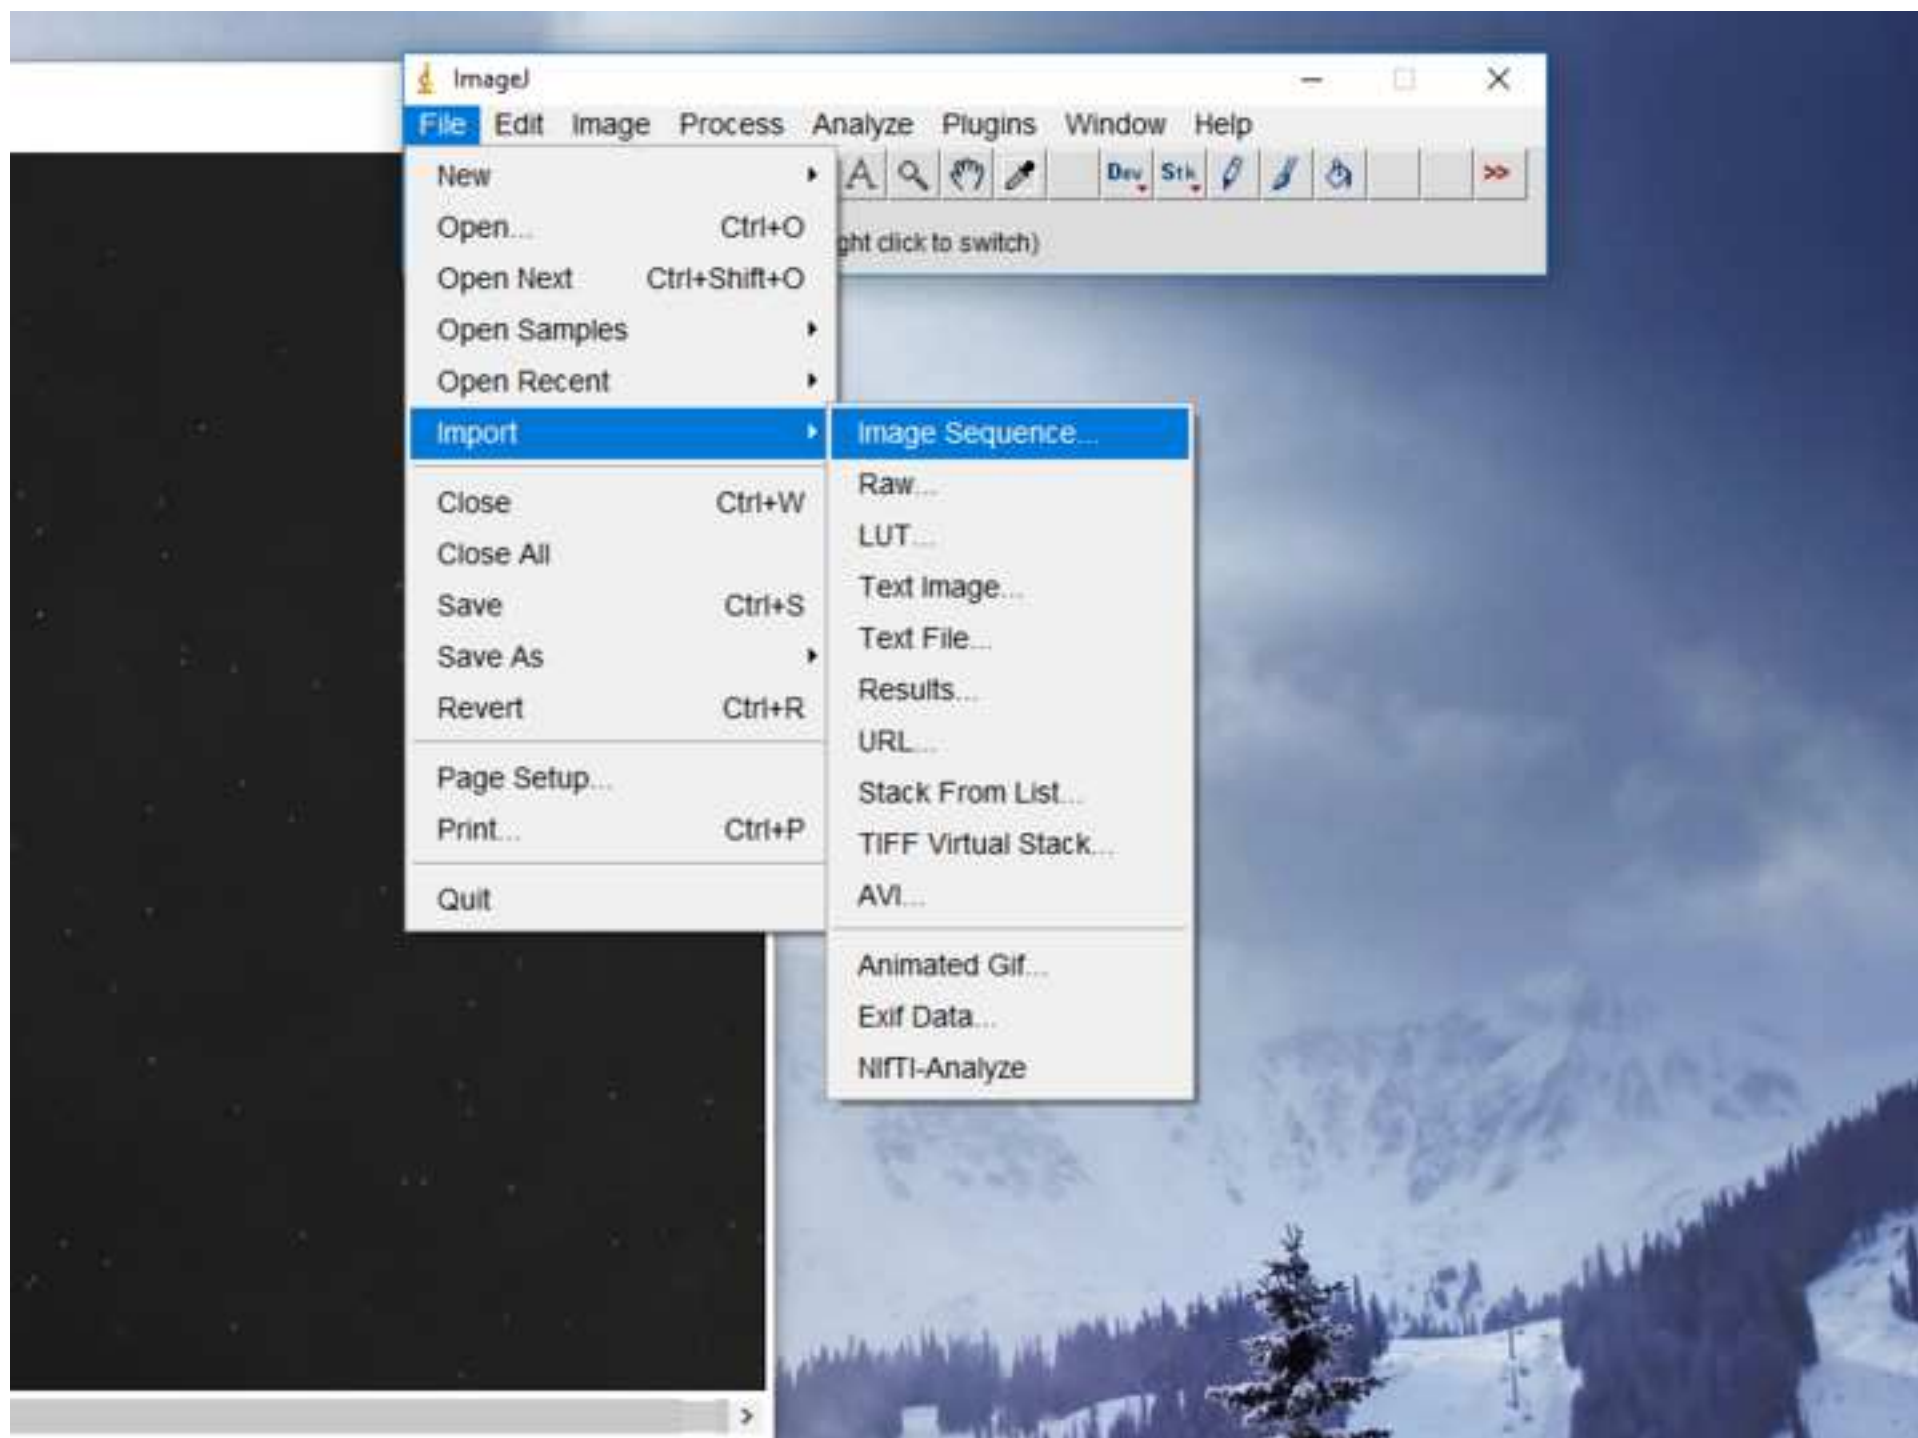 ImageJ
File Edit Image Process Analyze Plugins Window Help
New
Open... Ctrl+O
Open Next Ctrl+Shift+O
Open Samples
Open Recent
Import
Close Ctrl+W
Close All
Save Ctrl+S
Save As
Revert Ctrl+R
Page Setup...
Print... Ctrl+P
Quit
A Dev Stk >>
ght click to switch)
Image Sequence...
Raw...
LUT...
Text Image...
Text File...
Results...
URL...
Stack From List...
TIFF Virtual Stack...
AVI...
Animated Gif...
Exif Data...
NIfTI-Analyze